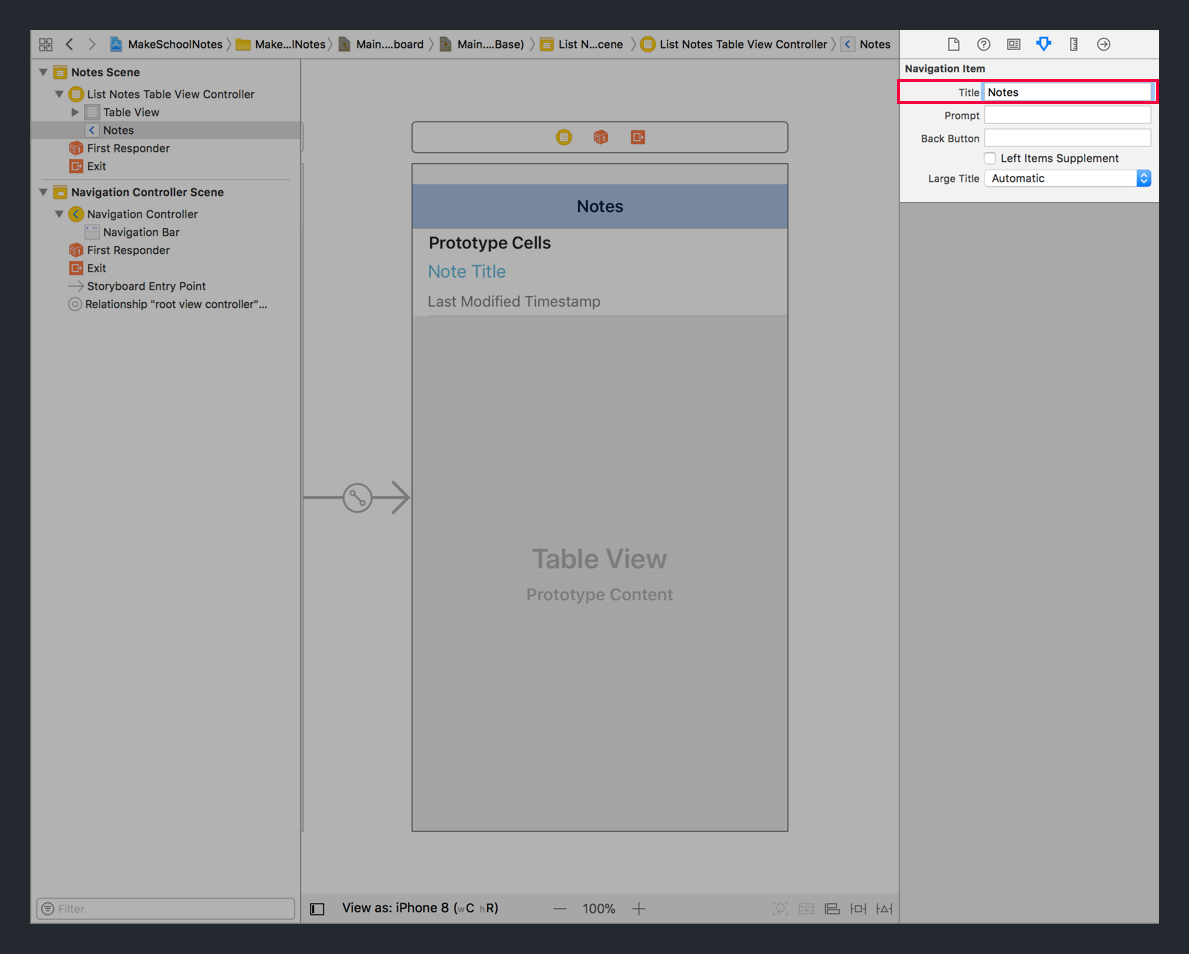 MakeSchoolNotes 〉 Make...lNotes 〉 Main....board 〉 Main....Base) 〉 List N...cene 〉 List Notes Table View Controller 〉 Notes
Notes Scene
List Notes Table View Controller
Table View
Notes
First Responder
Exit
Navigation Controller Scene
Navigation Controller
Navigation Bar
First Responder
Exit
Storyboard Entry Point
Relationship "root view controller"...
Filter
Notes
Prototype Cells
Note Title
Last Modified Timestamp
Table View
Prototype Content
View as: iPhone 8 (wC hR)
100%
Navigation Item
Title Notes
Prompt
Back Button
Left Items Supplement
Large Title Automatic